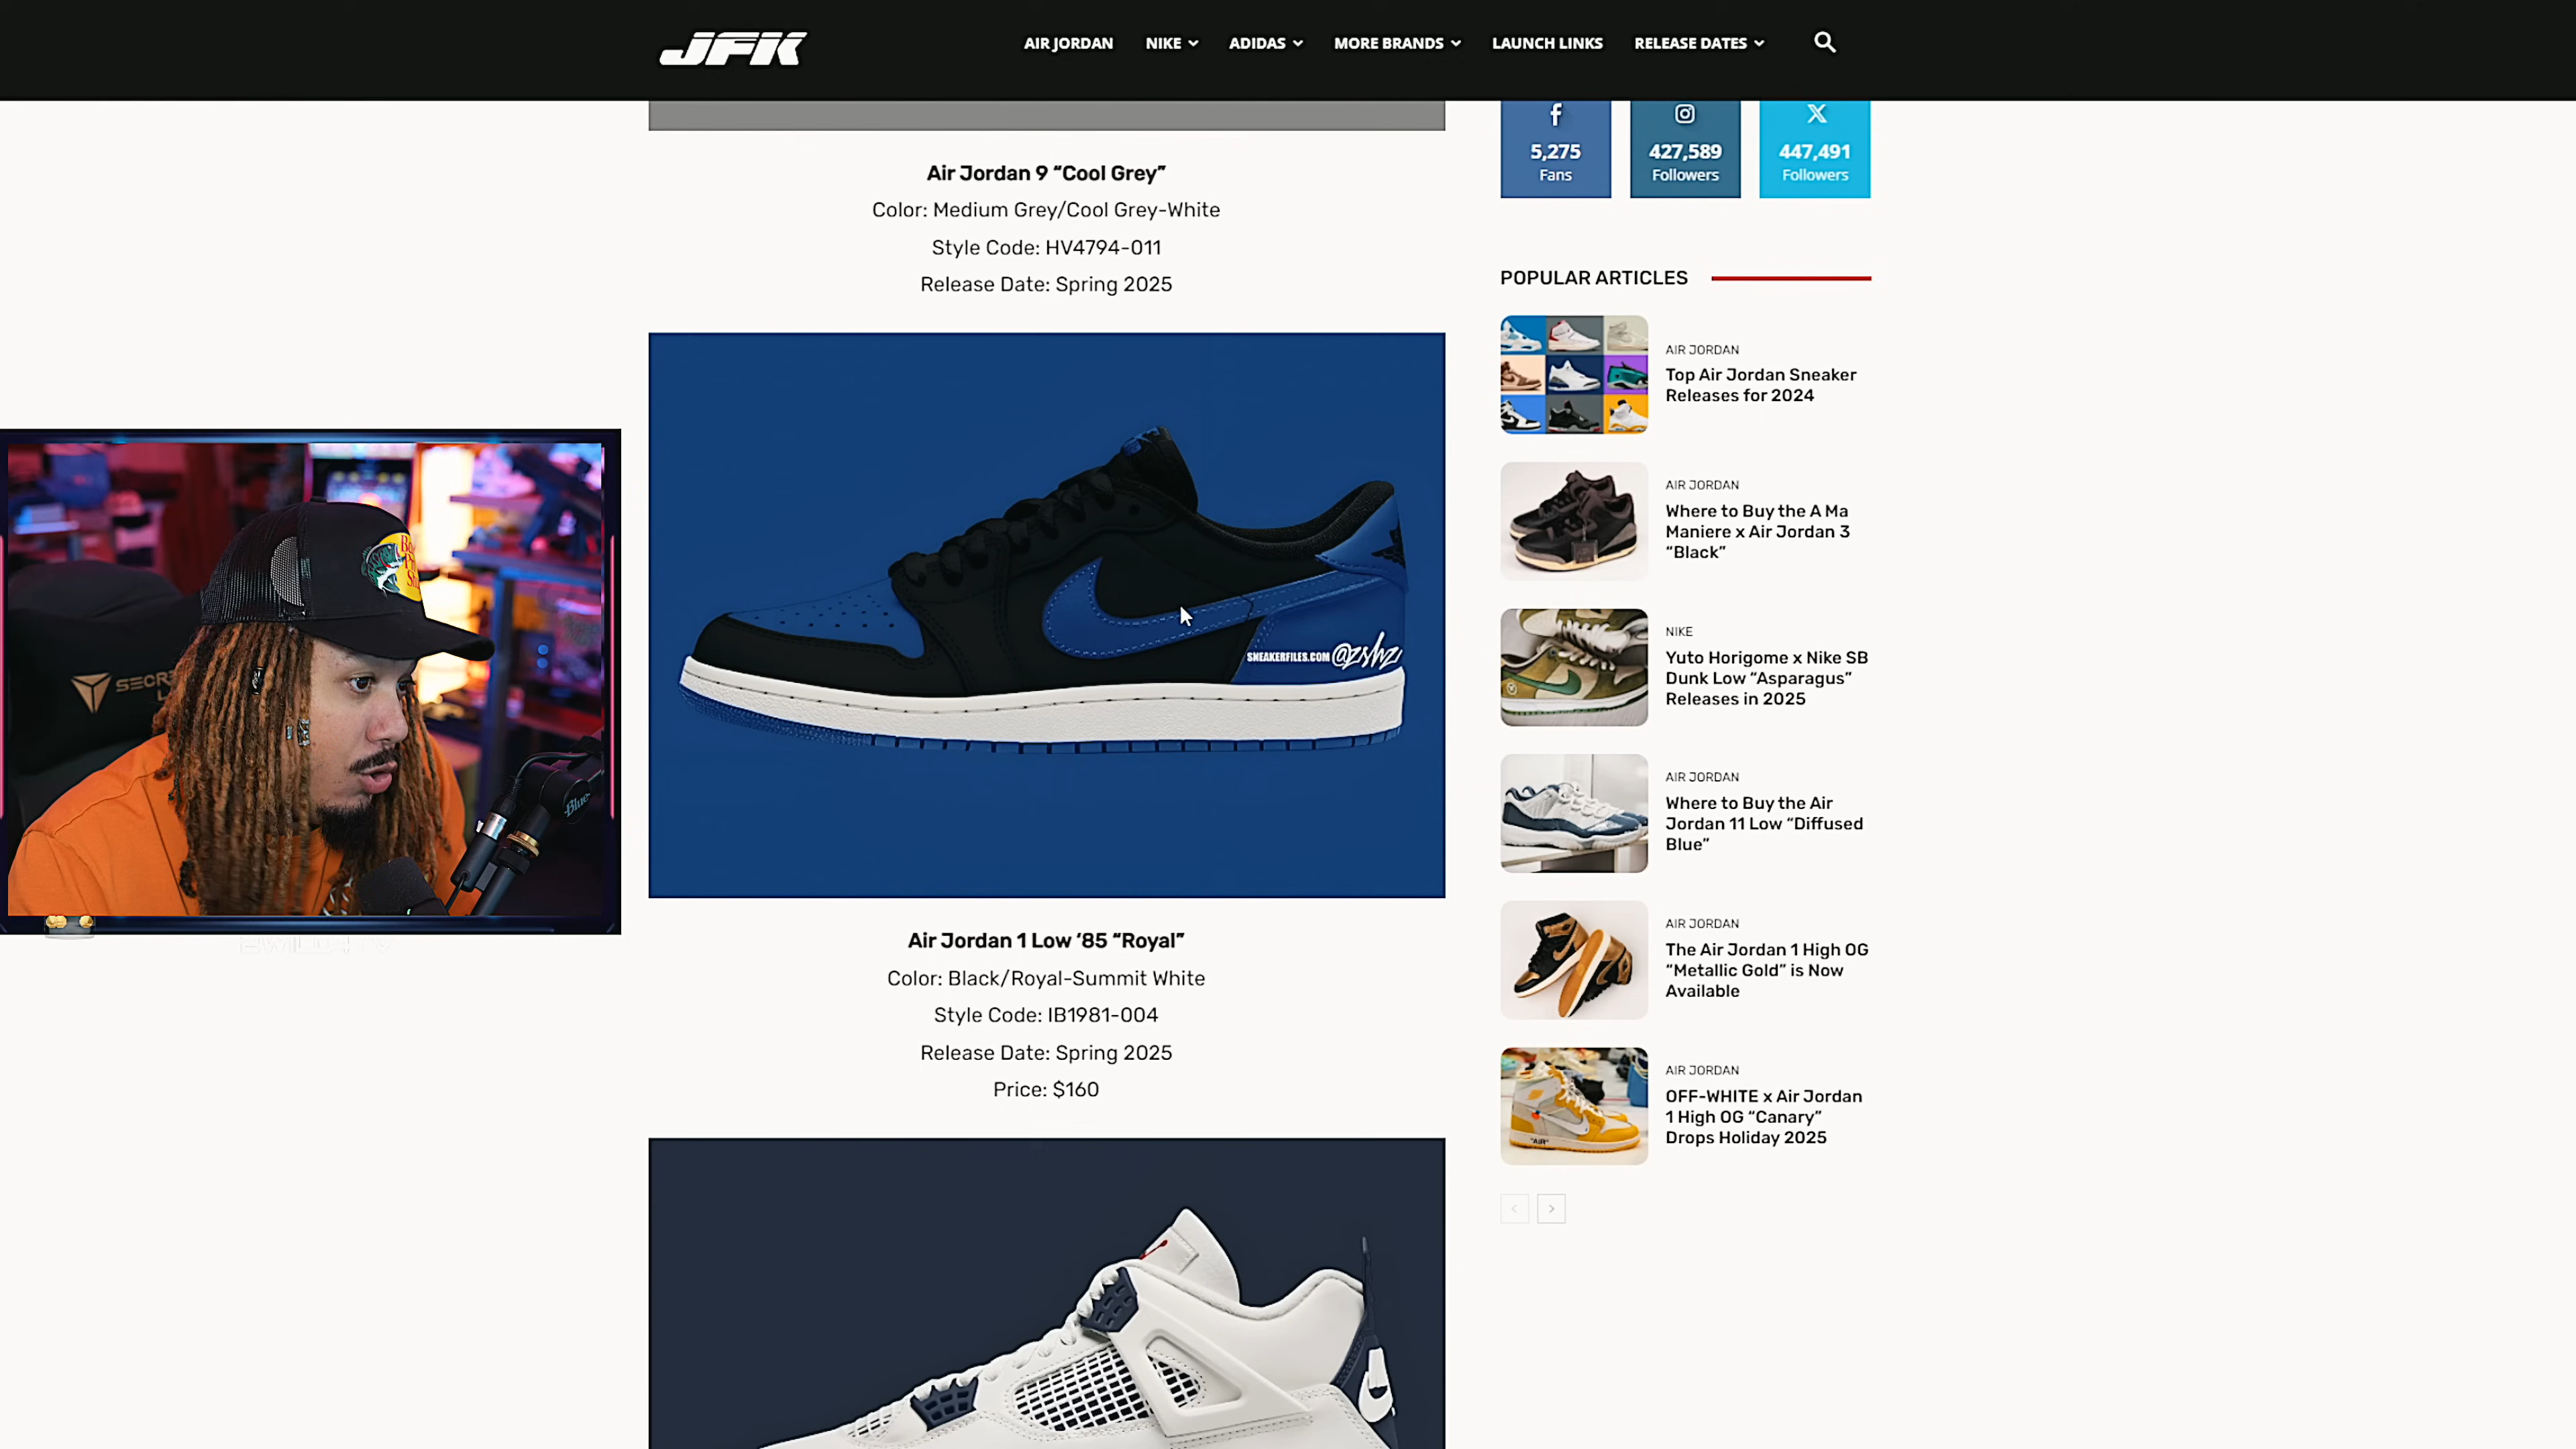 JFK
AIR JORDAN
NIKE
ADIDAS
MORE BRANDS
LAUNCH LINKS
RELEASE DATES
5,275
Fans
427,589
Followers
447,491
Followers
Air Jordan 9 “Cool Grey”
Color: Medium Grey/Cool Grey-White
Style Code: HV4794-011
Release Date: Spring 2025
SNEAKERFILES.COM @zshz
Air Jordan 1 Low ‘85 “Royal”
Color: Black/Royal-Summit White
Style Code: IB1981-004
Release Date: Spring 2025
Price: $160
POPULAR ARTICLES
AIR JORDAN
Top Air Jordan Sneaker
Releases for 2024
AIR JORDAN
Where to Buy the A Ma
Maniere x Air Jordan 3
“Black”
NIKE
Yuto Horigome x Nike SB
Dunk Low “Asparagus”
Releases in 2025
AIR JORDAN
Where to Buy the Air
Jordan 11 Low “Diffused
Blue”
AIR JORDAN
The Air Jordan 1 High OG
“Metallic Gold” is Now
Available
"AIR"
AIR JORDAN
OFF-WHITE x Air Jordan
1 High OG “Canary”
Drops Holiday 2025
Blue